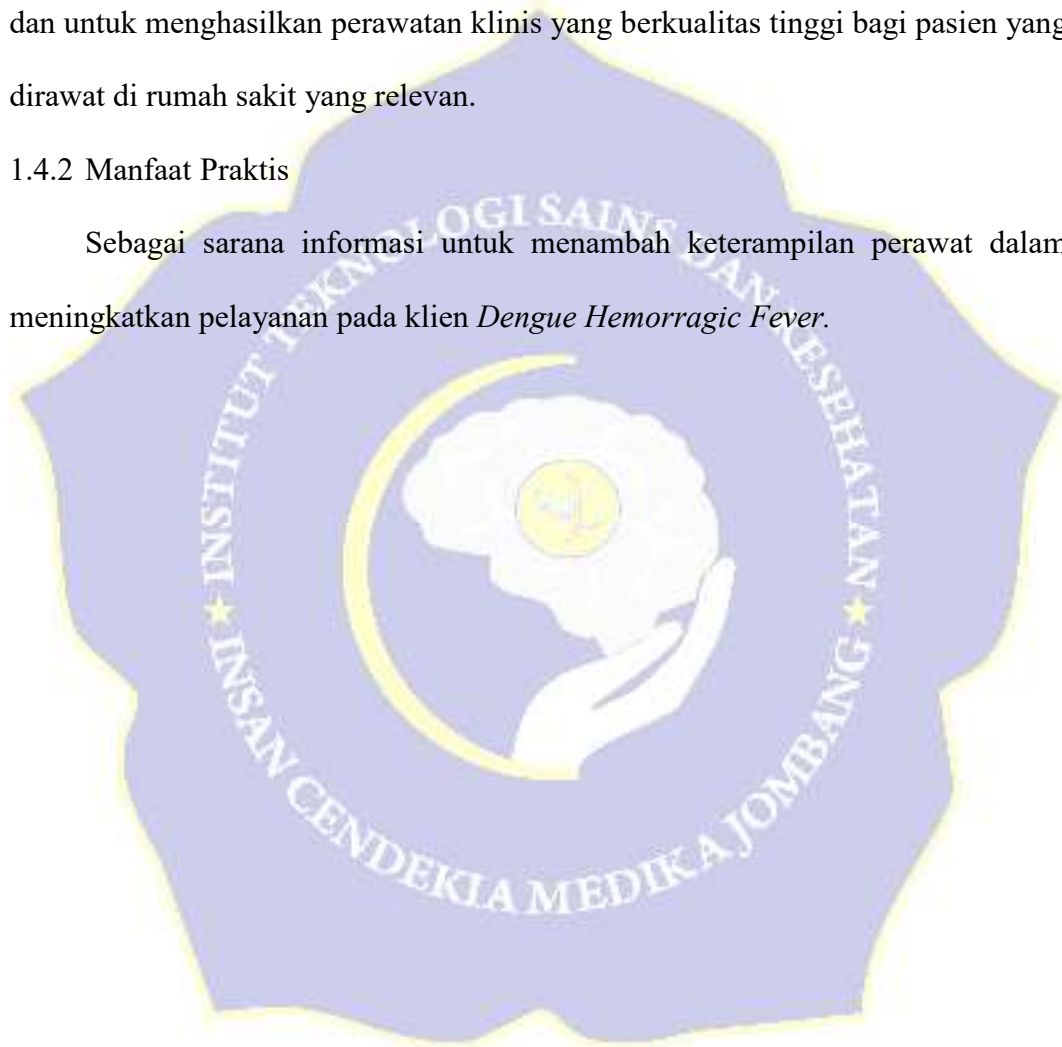 dan untuk menghasilkan perawatan klinis yang berkualitas tinggi bagi pasien yang
dirawat di rumah sakit yang relevan.
1.4.2 Manfaat Praktis
Sebagai sarana informasi untuk menambah keterampilan perawat dalam
meningkatkan pelayanan pada klien Dengue Hemorragic Fever.
INSTITUT TEKNOLOGI SAINS DAN KESEHATAN
INSAN CENDEKIA MEDIKA JOMBANG